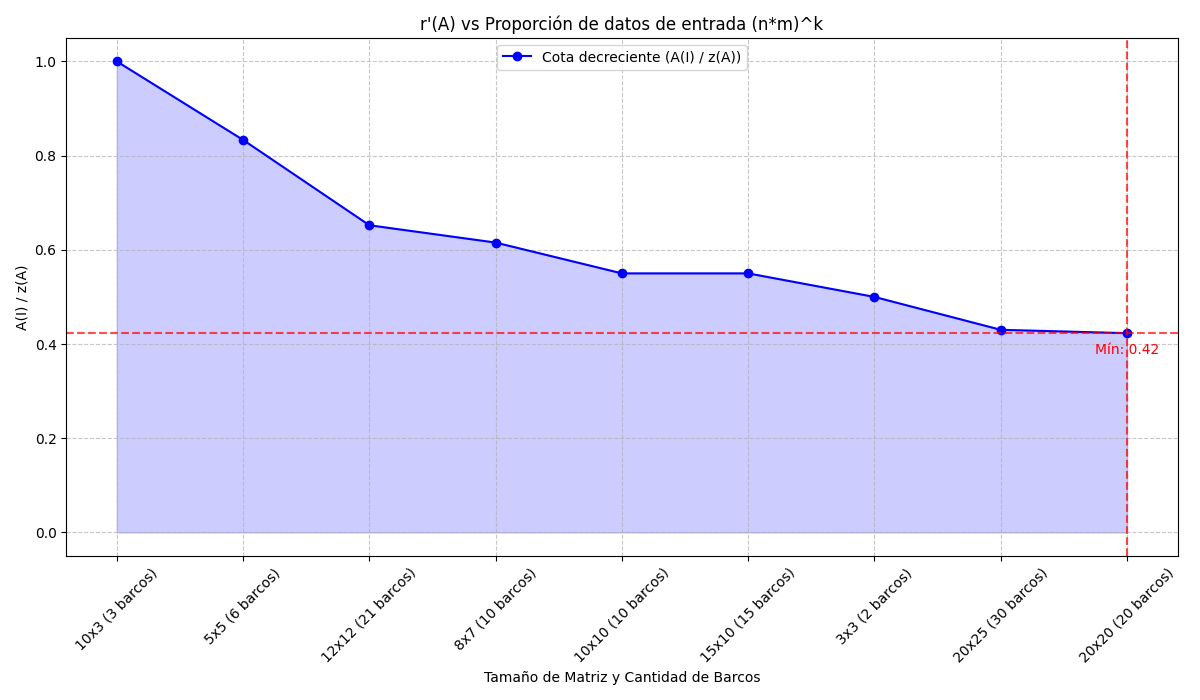 r'(A) vs Proporción de datos de entrada (n*m)^k
Cota decreciente (A(I) / z(A))
A(I) / z(A)
1.0
0.8
0.6
0.4
0.2
0.0
Mín: 0.42
10x3 (3 barcos)
5x5 (6 barcos)
12x12 (21 barcos)
8x7 (10 barcos)
10x10 (10 barcos)
15x10 (15 barcos)
3x3 (2 barcos)
20x25 (30 barcos)
20x20 (20 barcos)
Tamaño de Matriz y Cantidad de Barcos